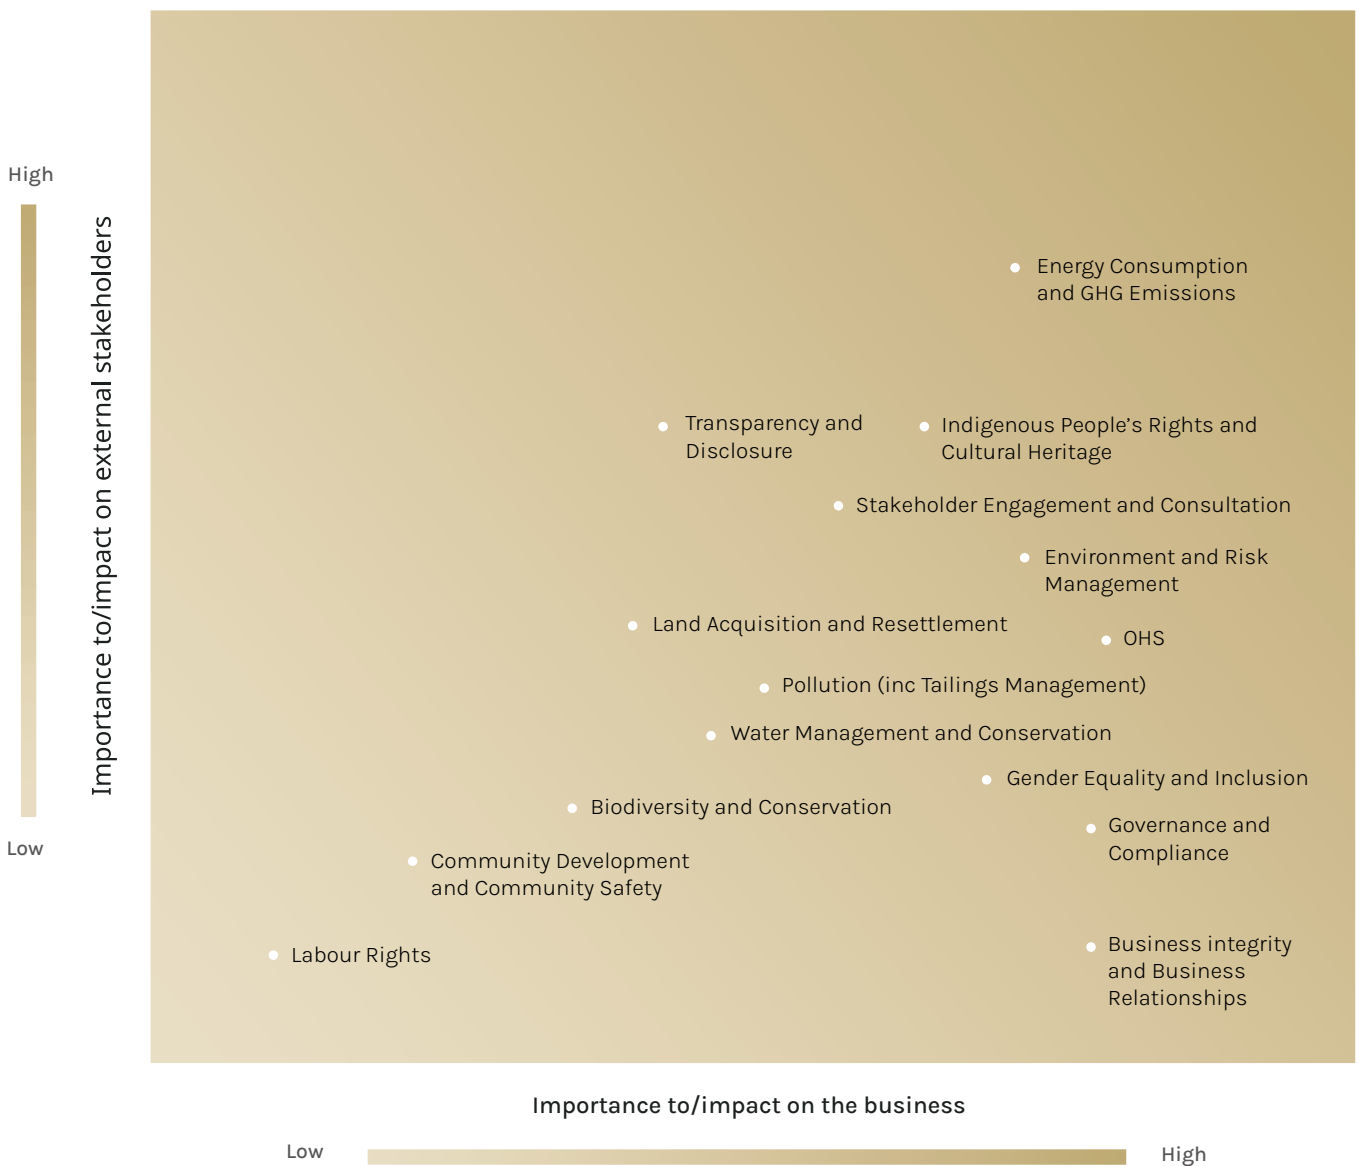 High
Importance to/impact on external stakeholders
Low
Energy Consumption
and GHG Emissions
Transparency and
Disclosure
Indigenous People’s Rights and
Cultural Heritage
Stakeholder Engagement and Consultation
Environment and Risk
Management
Land Acquisition and Resettlement
OHS
Pollution (inc Tailings Management)
Water Management and Conservation
Gender Equality and Inclusion
Biodiversity and Conservation
Governance and
Compliance
Community Development
and Community Safety
Labour Rights
Business integrity
and Business
Relationships
Importance to/impact on the business
Low
High